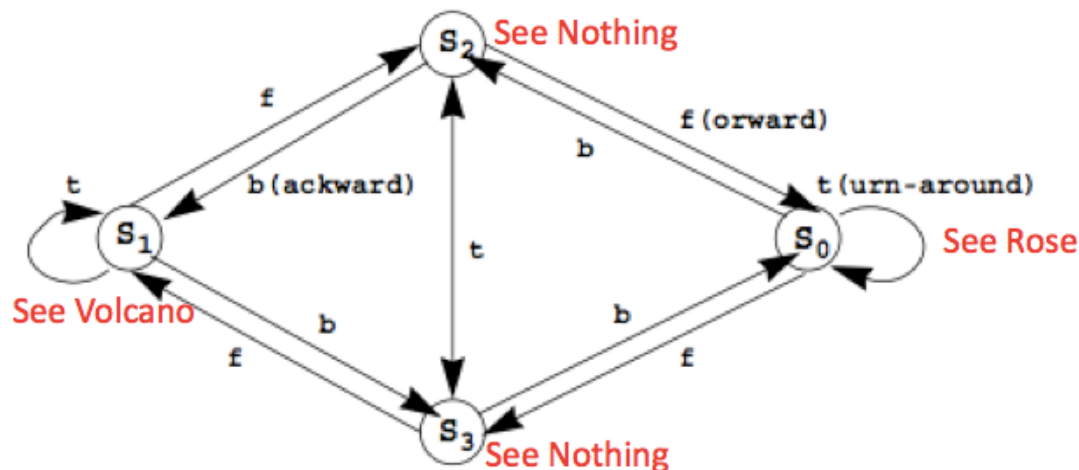 S2 See Nothing
f
f(orward)
b
t
b(ackward)
t(urn-around)
S1
t
S0
See Rose
See Volcano
b
b
f
f
S3
See Nothing